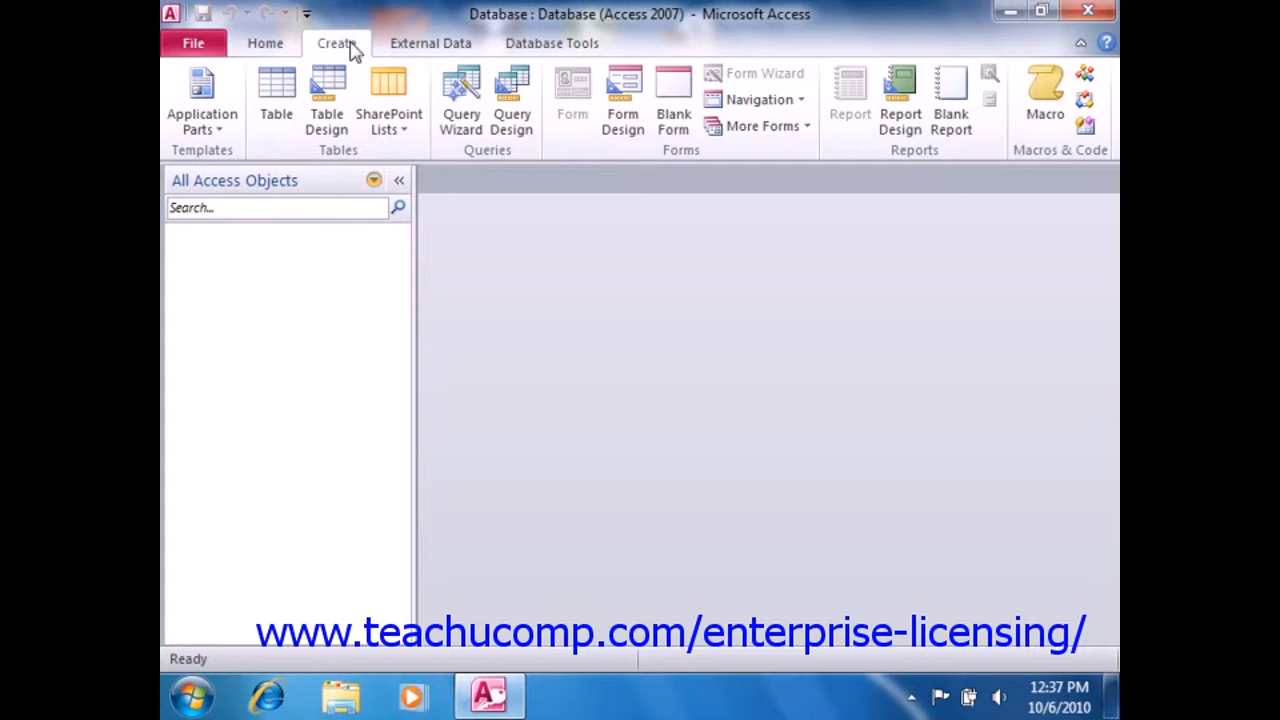 Database : Database (Access 2007) - Microsoft Access
File Home Create External Data Database Tools
Application Parts
Table
Table Design
SharePoint Lists
Query Wizard
Query Design
Form
Form Design
Blank Form
Form Wizard
Navigation
More Forms
Report
Report Design
Blank Report
Macro
Templates Tables Queries Forms Reports Macros & Code
All Access Objects
Search...
www.teachucomp.com/enterprise-licensing/
Ready
12:37 PM
10/6/2010